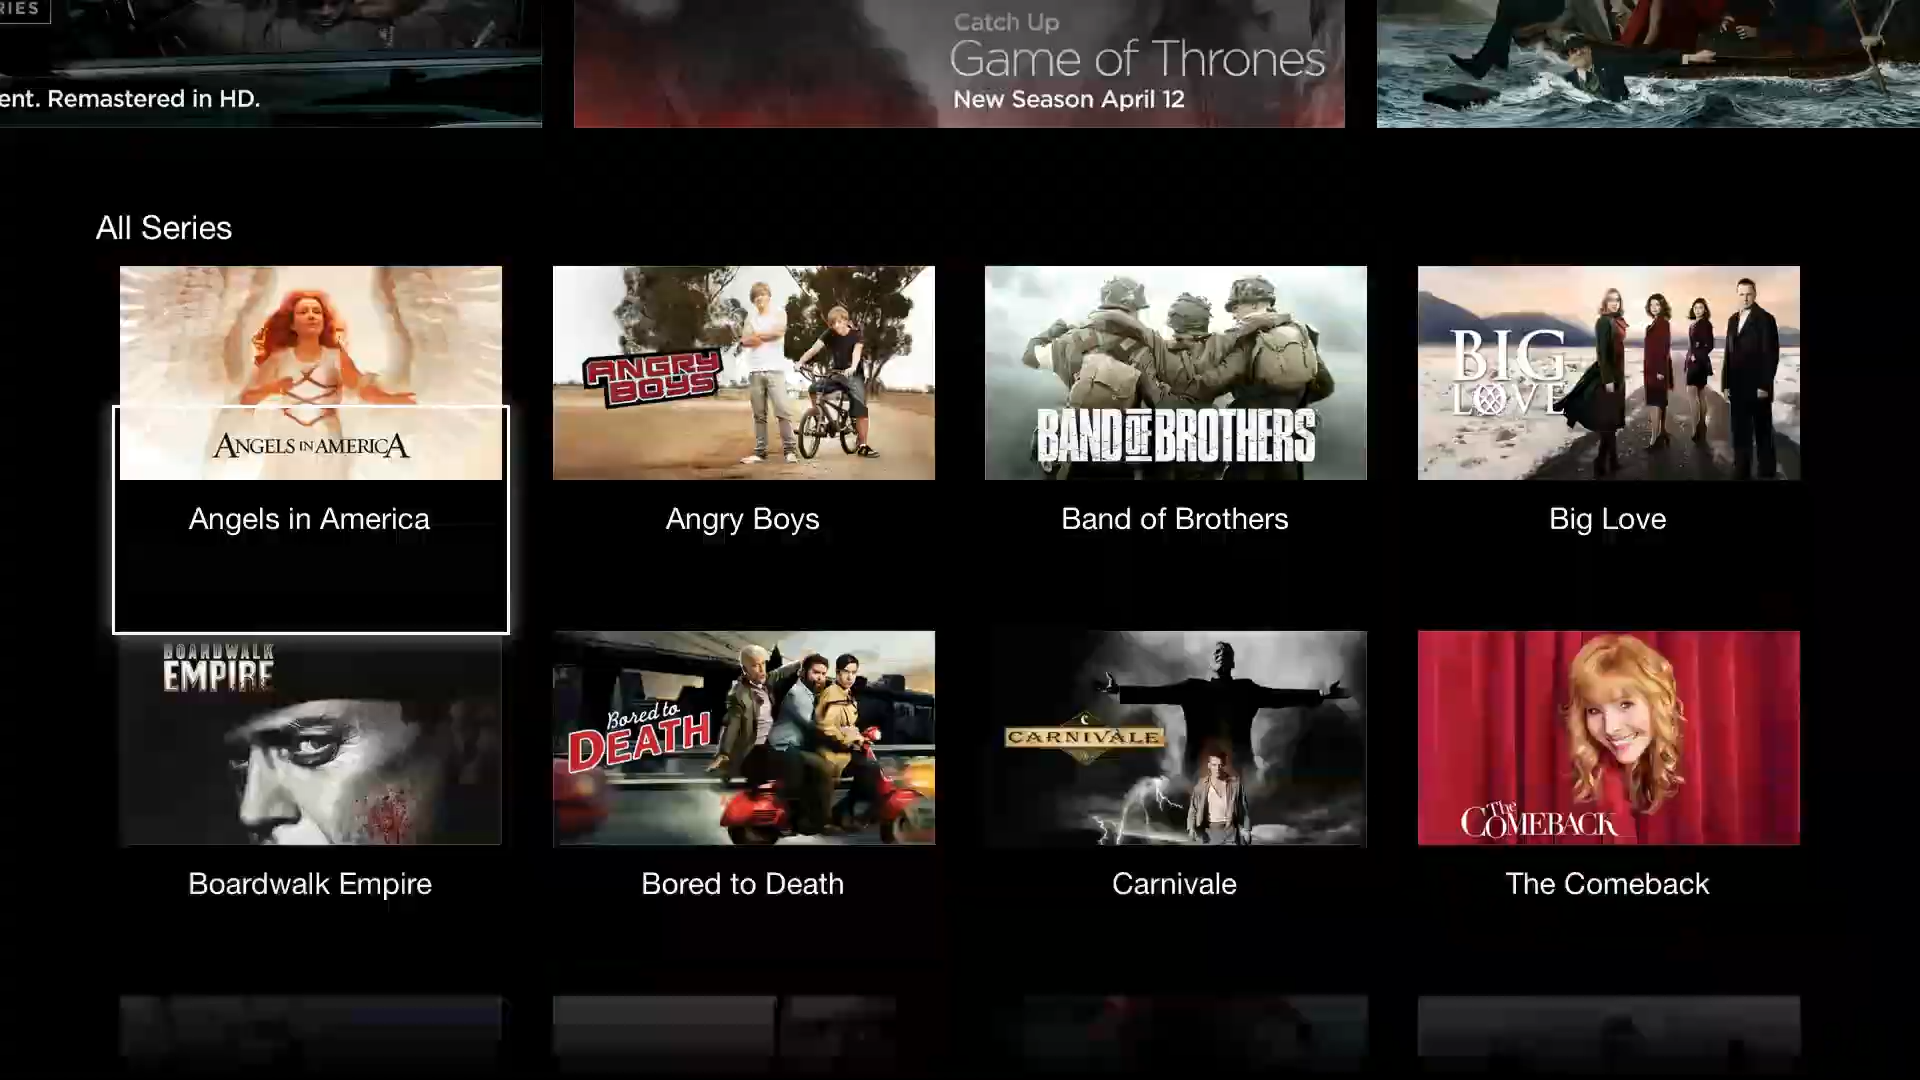 RIES
ent. Remastered in HD.
Catch Up
Game of Thrones
New Season April 12
All Series
ANGELS IN AMERICA
ANGRY
BOYS
BAND OF BROTHERS
BIG
LOVE
Angels in America
Angry Boys
Band of Brothers
Big Love
BOARDWALK
EMPIRE
Bored to
DEATH
CARNIVÀLE
The
COMEBACK
Boardwalk Empire
Bored to Death
Carnivale
The Comeback